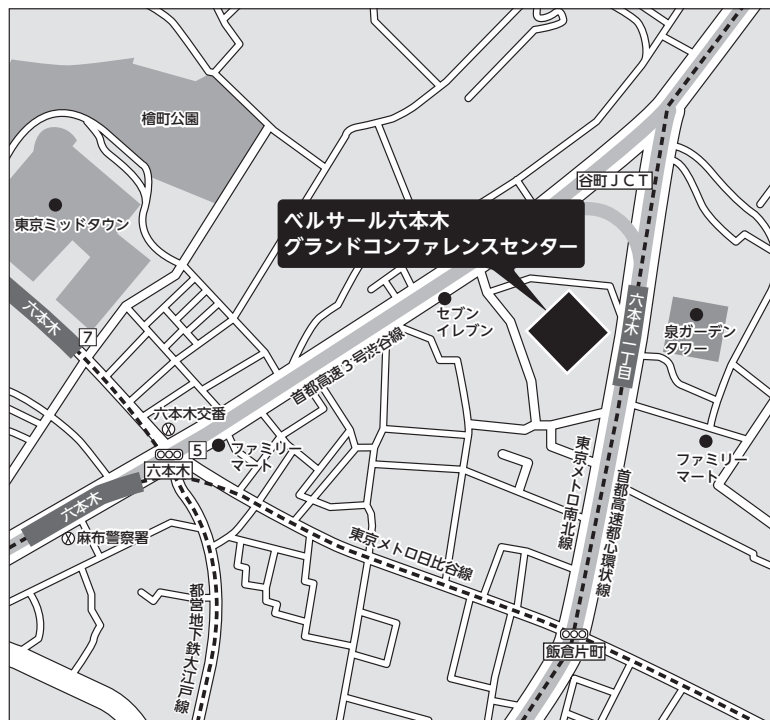 檜町公園
谷町ＪＣＴ
東京ミッドタウン
ベルサール六本木
グランドコンファレンスセンター
六本木
7
セブン
イレブン
六本木一丁目
泉ガーデン
タワー
首都高速３号渋谷線
六本木交番
5
ファミリー
マート
六本木
六本木
麻布警察署
東京メトロ南北線
首都高速都心環状線
ファミリー
マート
東京メトロ日比谷線
都営地下鉄大江戸線
飯倉片町